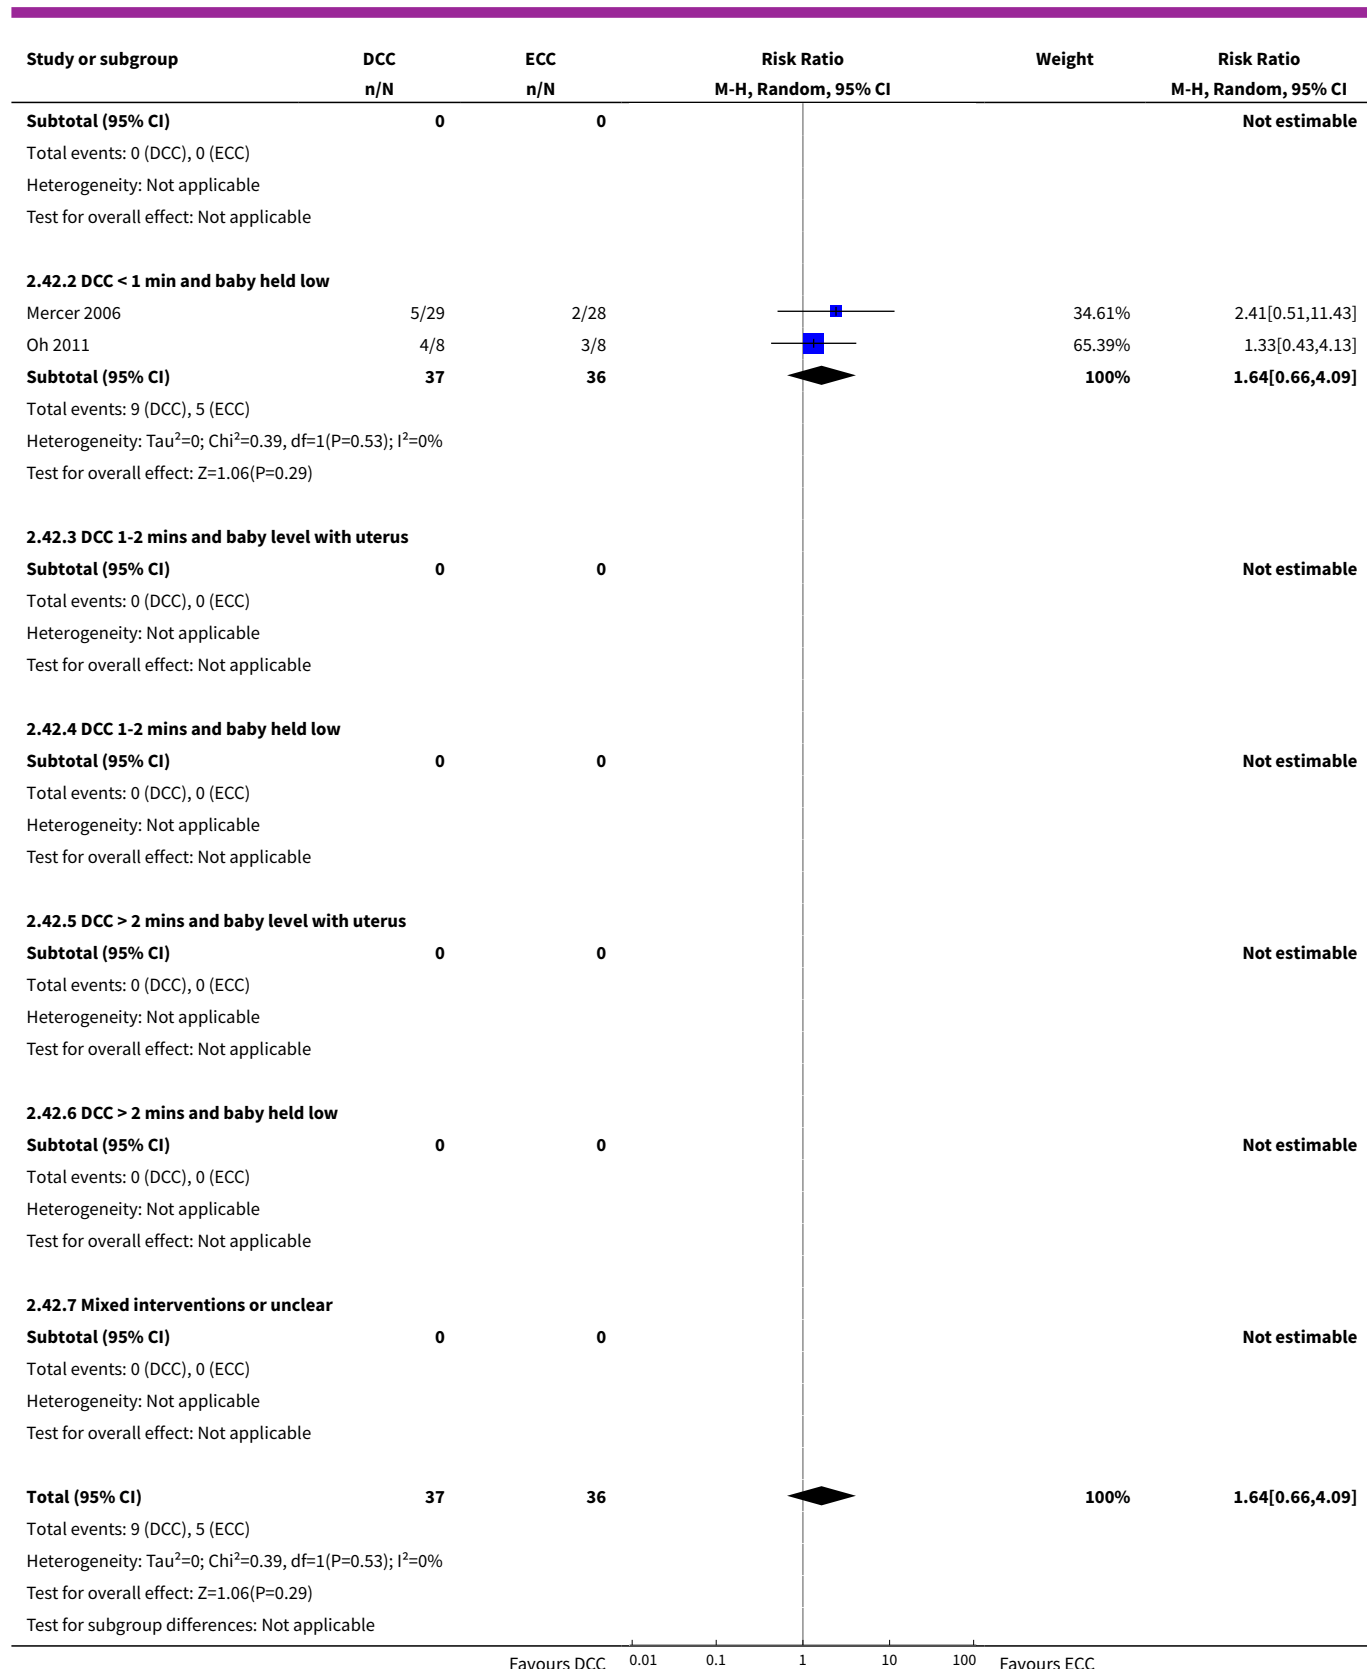 Study or subgroup DCC ECC Risk Ratio Weight Risk Ratio
n/N n/N M-H, Random, 95% CI M-H, Random, 95% CI
Subtotal (95% CI) 0 0 Not estimable
Total events: 0 (DCC), 0 (ECC)
Heterogeneity: Not applicable
Test for overall effect: Not applicable
2.42.2 DCC < 1 min and baby held low
Mercer 2006 5/29 2/28 34.61% 2.41[0.51,11.43]
Oh 2011 4/8 3/8 65.39% 1.33[0.43,4.13]
Subtotal (95% CI) 37 36 100% 1.64[0.66,4.09]
Total events: 9 (DCC), 5 (ECC)
Heterogeneity: Tau²=0; Chi²=0.39, df=1(P=0.53); I²=0%
Test for overall effect: Z=1.06(P=0.29)
2.42.3 DCC 1-2 mins and baby level with uterus
Subtotal (95% CI) 0 0 Not estimable
Total events: 0 (DCC), 0 (ECC)
Heterogeneity: Not applicable
Test for overall effect: Not applicable
2.42.4 DCC 1-2 mins and baby held low
Subtotal (95% CI) 0 0 Not estimable
Total events: 0 (DCC), 0 (ECC)
Heterogeneity: Not applicable
Test for overall effect: Not applicable
2.42.5 DCC > 2 mins and baby level with uterus
Subtotal (95% CI) 0 0 Not estimable
Total events: 0 (DCC), 0 (ECC)
Heterogeneity: Not applicable
Test for overall effect: Not applicable
2.42.6 DCC > 2 mins and baby held low
Subtotal (95% CI) 0 0 Not estimable
Total events: 0 (DCC), 0 (ECC)
Heterogeneity: Not applicable
Test for overall effect: Not applicable
2.42.7 Mixed interventions or unclear
Subtotal (95% CI) 0 0 Not estimable
Total events: 0 (DCC), 0 (ECC)
Heterogeneity: Not applicable
Test for overall effect: Not applicable
Total (95% CI) 37 36 100% 1.64[0.66,4.09]
Total events: 9 (DCC), 5 (ECC)
Heterogeneity: Tau²=0; Chi²=0.39, df=1(P=0.53); I²=0%
Test for overall effect: Z=1.06(P=0.29)
Test for subgroup differences: Not applicable
Favours DCC 0.01 0.1 1 10 100 Favours ECC